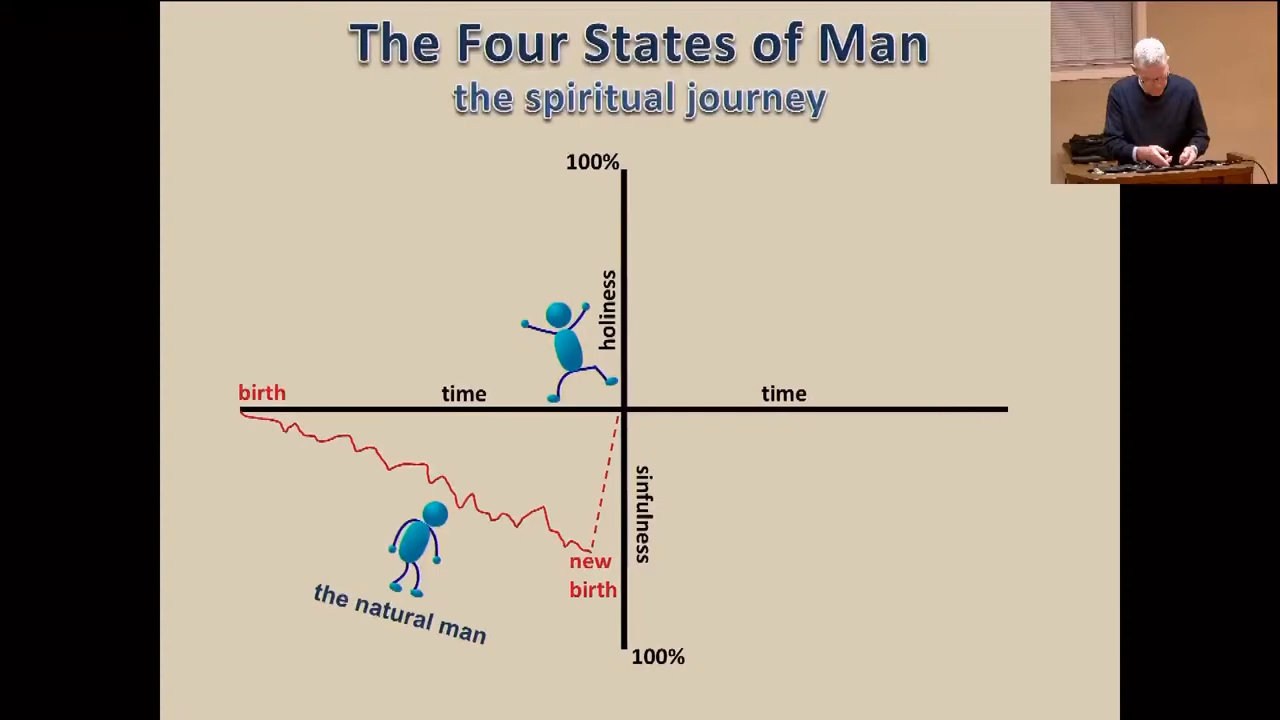 The Four States of Man
the spiritual journey
100%
holiness
birth
time
time
sinfulness
new
birth
the natural man
100%